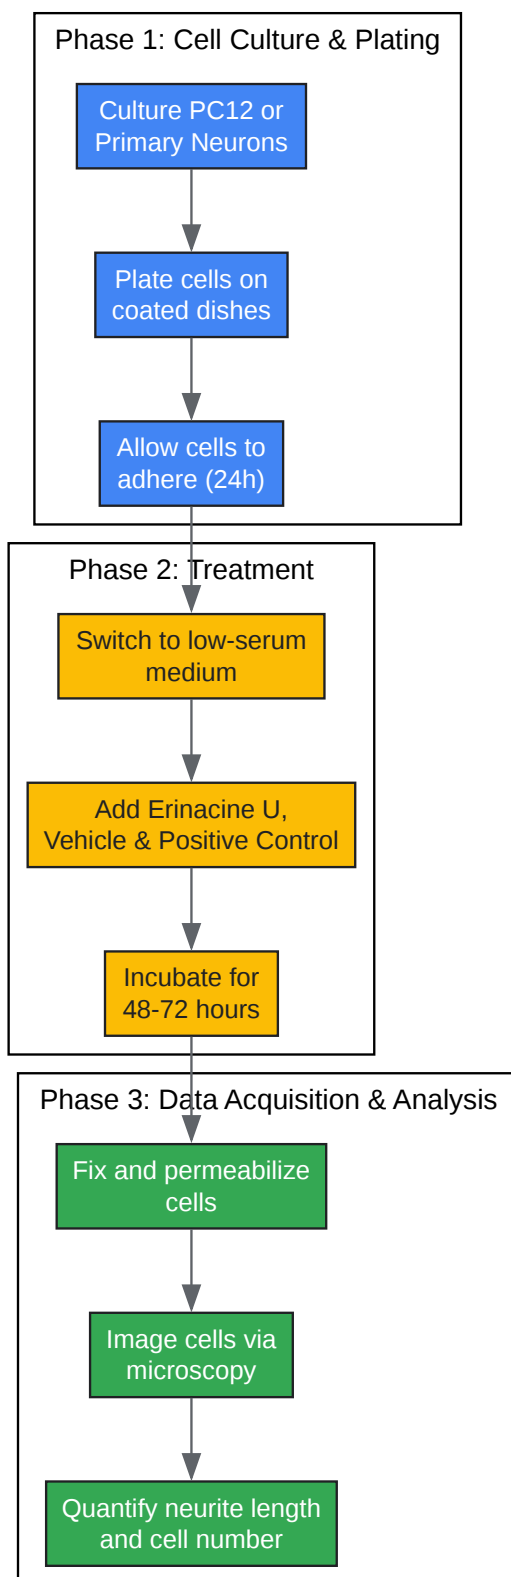 Phase 1: Cell Culture & Plating
Culture PC12 or
Primary Neurons
Plate cells on
coated dishes
Allow cells to
adhere (24h)
Phase 2: Treatment
Switch to low-serum
medium
Add Erinacine U,
Vehicle & Positive Control
Incubate for
48-72 hours
Phase 3: Data Acquisition & Analysis
Fix and permeabilize
cells
Image cells via
microscopy
Quantify neurite length
and cell number